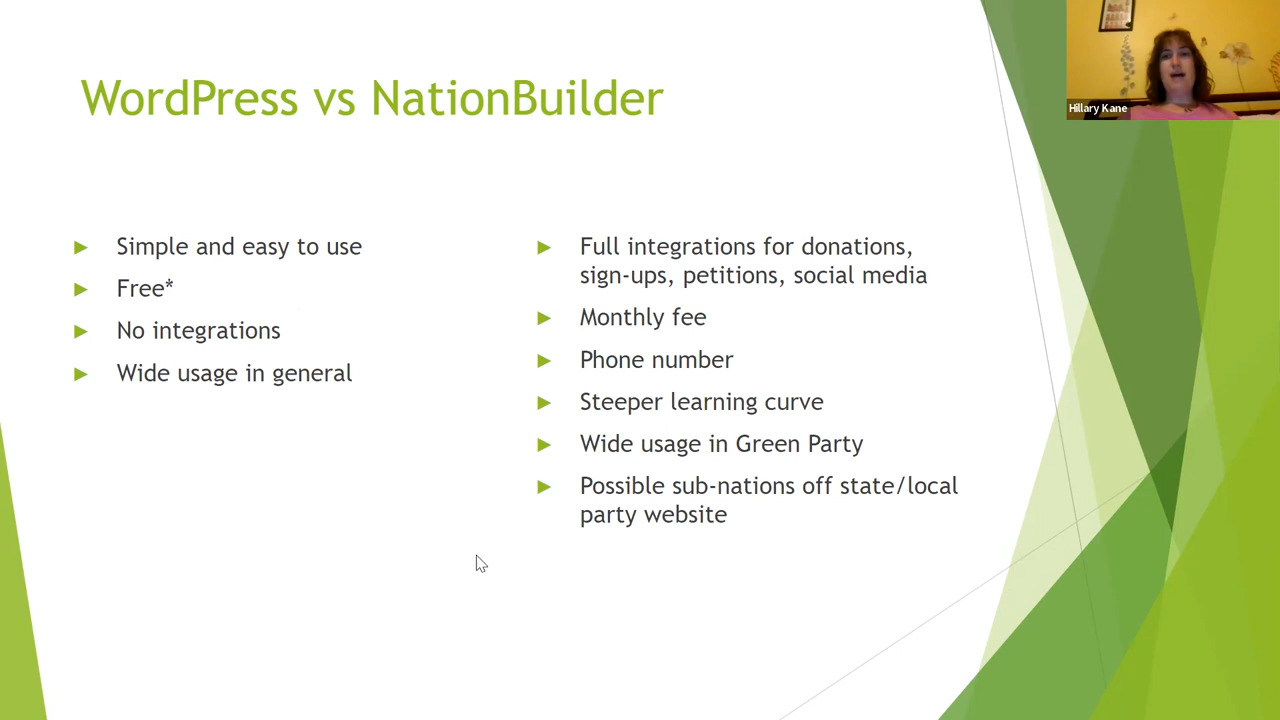 WordPress vs NationBuilder
Simple and easy to use
Free*
No integrations
Wide usage in general
Full integrations for donations,
sign-ups, petitions, social media
Monthly fee
Phone number
Steeper learning curve
Wide usage in Green Party
Possible sub-nations off state/local
party website
Hillary Kane